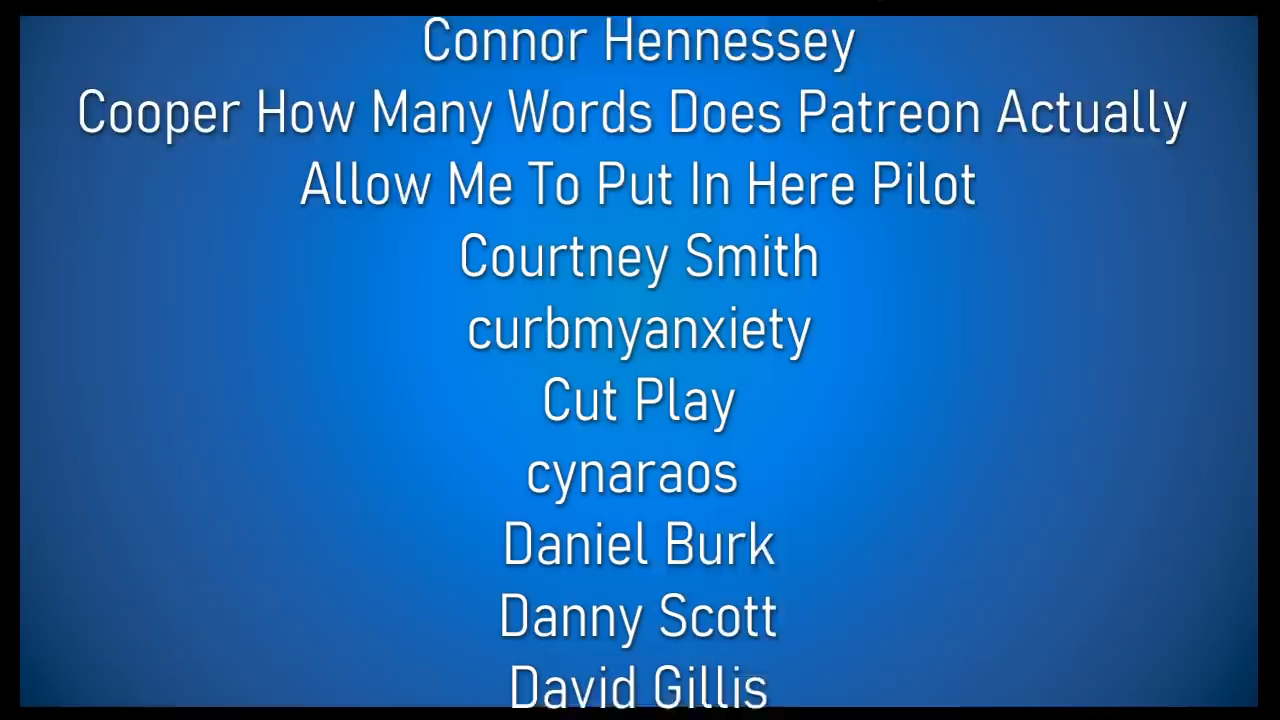 Connor Hennessey
Cooper How Many Words Does Patreon Actually
Allow Me To Put In Here Pilot
Courtney Smith
curbmyanxiety
Cut Play
cynaraos
Daniel Burk
Danny Scott
David Gillis